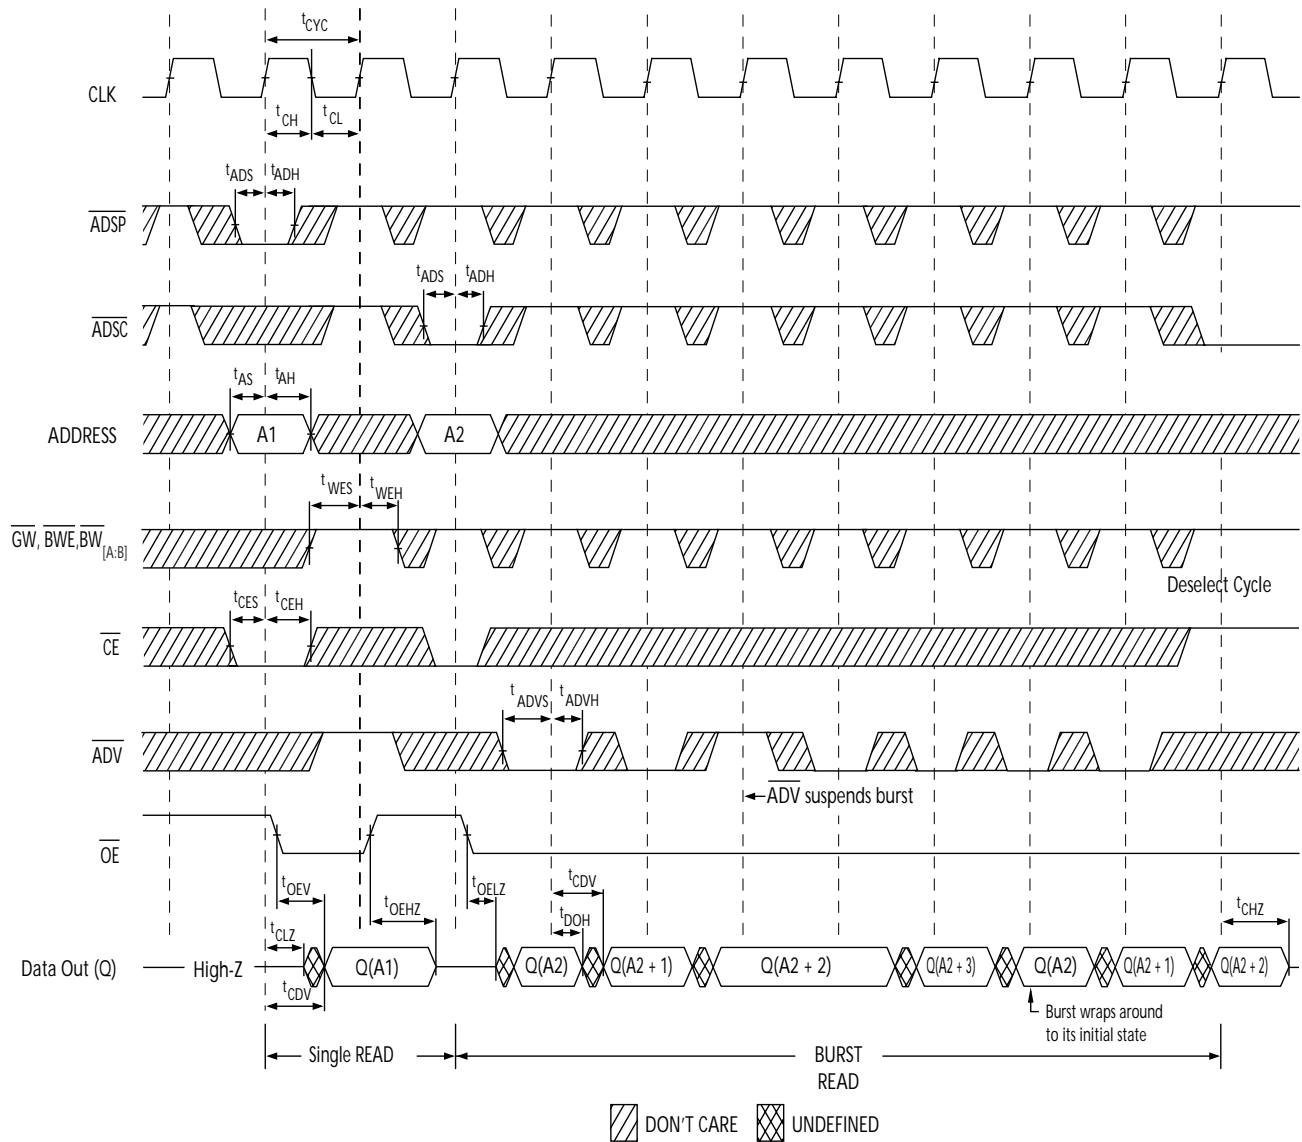 tCYC
CLK
tCH
tCL
tADS
tADH
ADSP
tADS
tADH
ADSC
tAS
tAH
ADDRESS
A1
A2
tWES
tWEH
GW, BWE,BW[A:B]
Deselect Cycle
tCES
tCEH
CE
tADVS
tADVH
ADV
ADV suspends burst
OE
tOEV
tOEHZ
tOELZ
tCDV
tDOH
tCHZ
tCLZ
Data Out (Q)
High-Z
Q(A1)
Q(A2)
Q(A2 + 1)
Q(A2 + 2)
Q(A2 + 3)
Q(A2)
Q(A2 + 1)
Q(A2 + 2)
tCDV
Burst wraps around
to its initial state
Single READ
BURST
READ
DON'T CARE
UNDEFINED